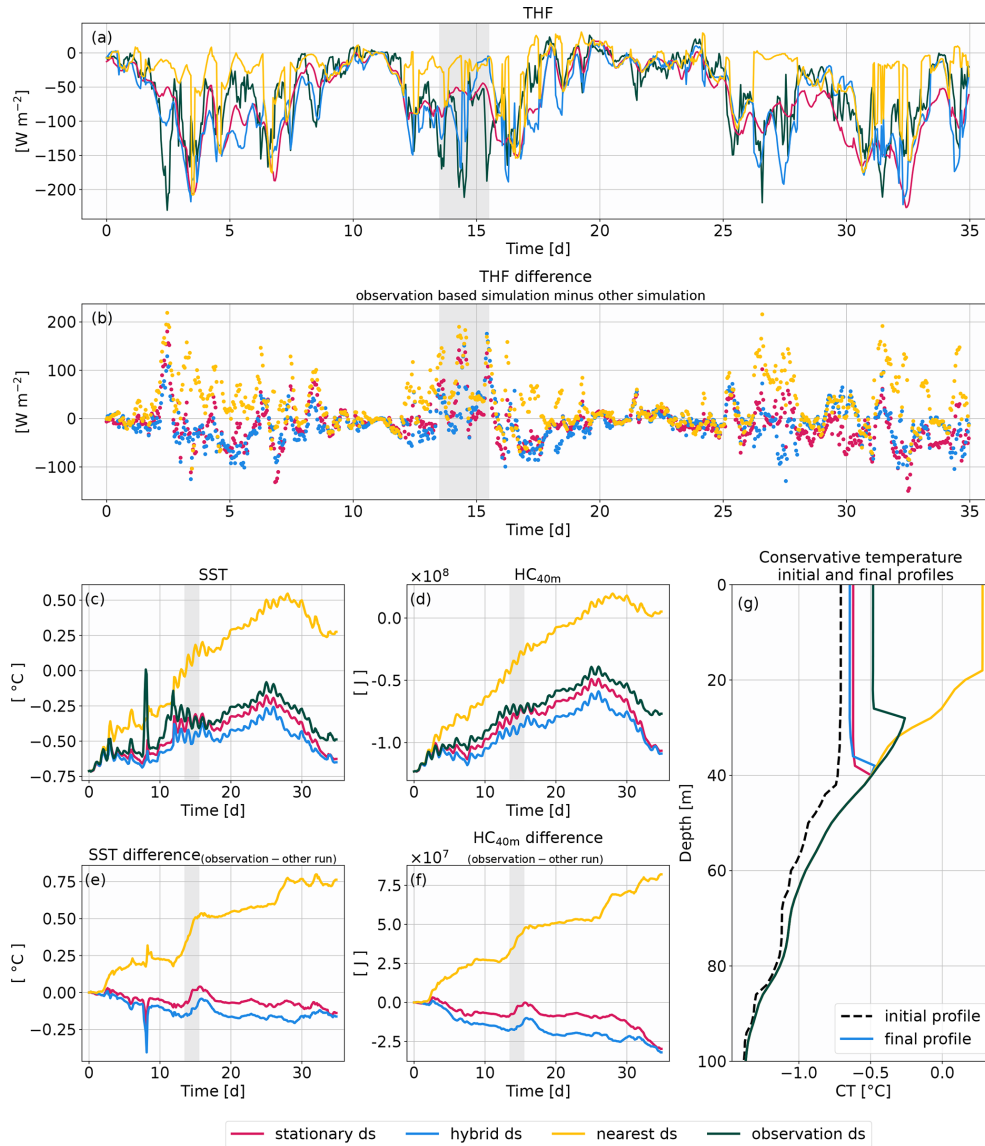 THF
(a)
[W m−2]
0
−50
−100
−150
−200
0 5 10 15 20 25 30 35
Time [d]
THF difference
observation based simulation minus other simulation
(b)
[W m−2]
200
100
0
−100
0 5 10 15 20 25 30 35
Time [d]
SST
(c)
[ °C]
0.50
0.25
0.00
−0.25
−0.50
−0.75
0 10 20 30
Time [d]
HC40m
×10^8
(d)
[ J ]
0.0
−0.5
−1.0
0 10 20 30
Time [d]
SST difference (observation − other run)
(e)
[ °C]
0.75
0.50
0.25
0.00
−0.25
0 10 20 30
Time [d]
HC40m difference
(observation − other run)
×10^7
(f)
[ J ]
7.5
5.0
2.5
0.0
−2.5
0 10 20 30
Time [d]
Conservative temperature
initial and final profiles
(g)
Depth [m]
0
20
40
60
80
100
−1.0 −0.5 0.0
CT [°C]
initial profile
final profile
stationary ds hybrid ds nearest ds observation ds